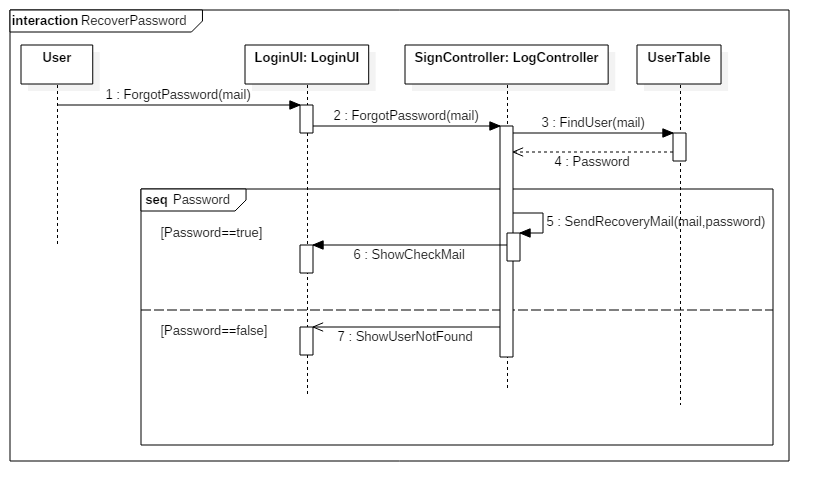 interaction RecoverPassword
User
LoginUI: LoginUI
SignController: LogController
UserTable
1 : ForgotPassword(mail)
2 : ForgotPassword(mail)
3 : FindUser(mail)
4 : Password
seq Password
5 : SendRecoveryMail(mail,password)
[Password==true]
6 : ShowCheckMail
[Password==false]
7 : ShowUserNotFound